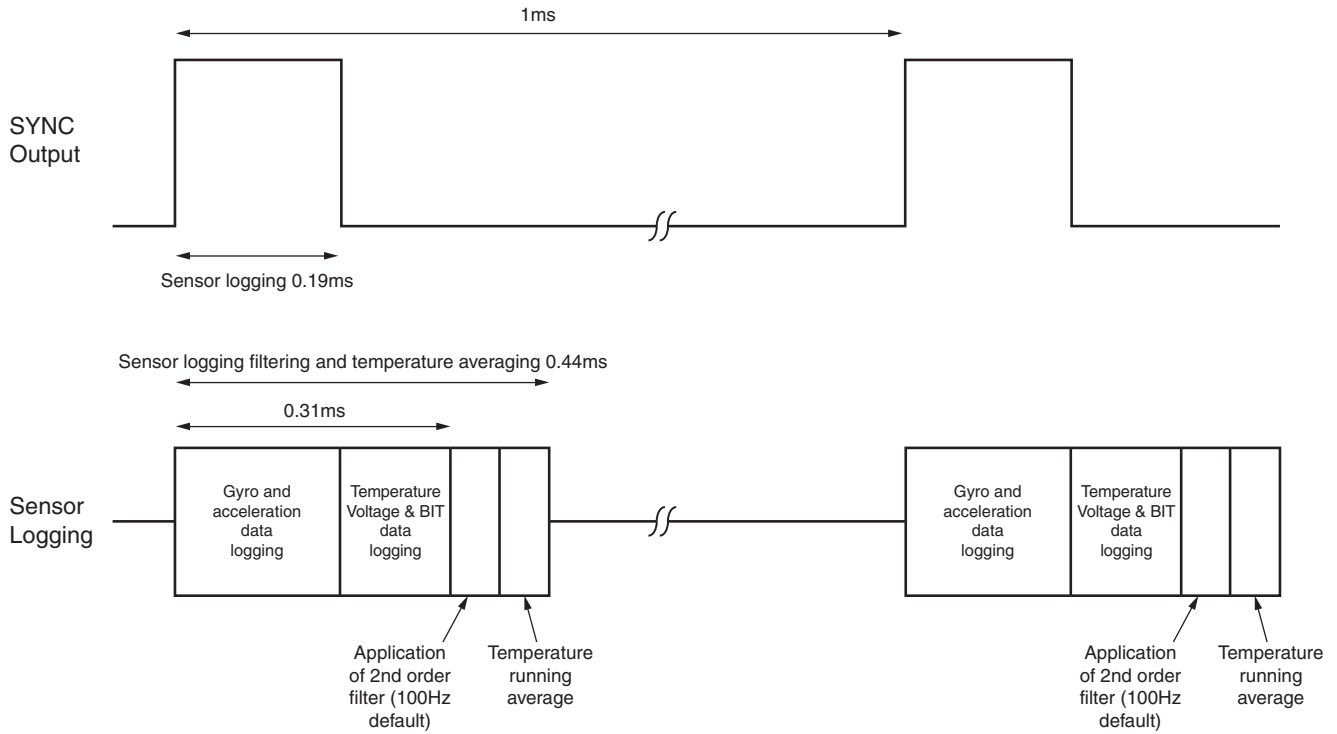 1ms
SYNC
Output
Sensor logging 0.19ms
Sensor logging filtering and temperature averaging 0.44ms
0.31ms
Sensor
Logging
Gyro and
acceleration
data
logging
Temperature
Voltage & BIT
data
logging
Gyro and
acceleration
data
logging
Temperature
Voltage & BIT
data
logging
Application
of 2nd order
filter (100Hz
default)
Temperature
running
average
Application
of 2nd order
filter (100Hz
default)
Temperature
running
average